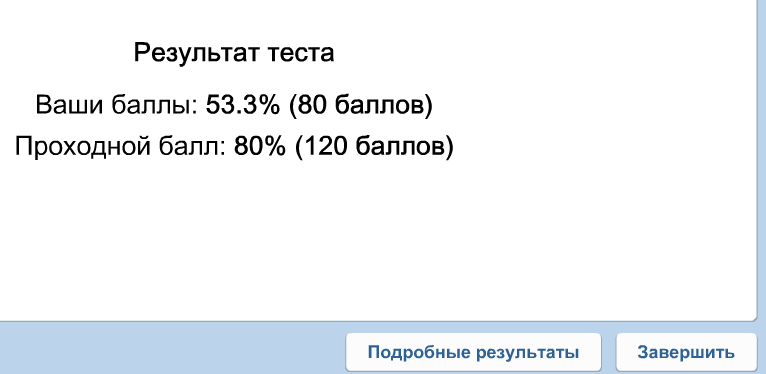 Результат теста
Ваши баллы: 53.3% (80 баллов)
Проходной балл: 80% (120 баллов)
Подробные результаты
Завершить